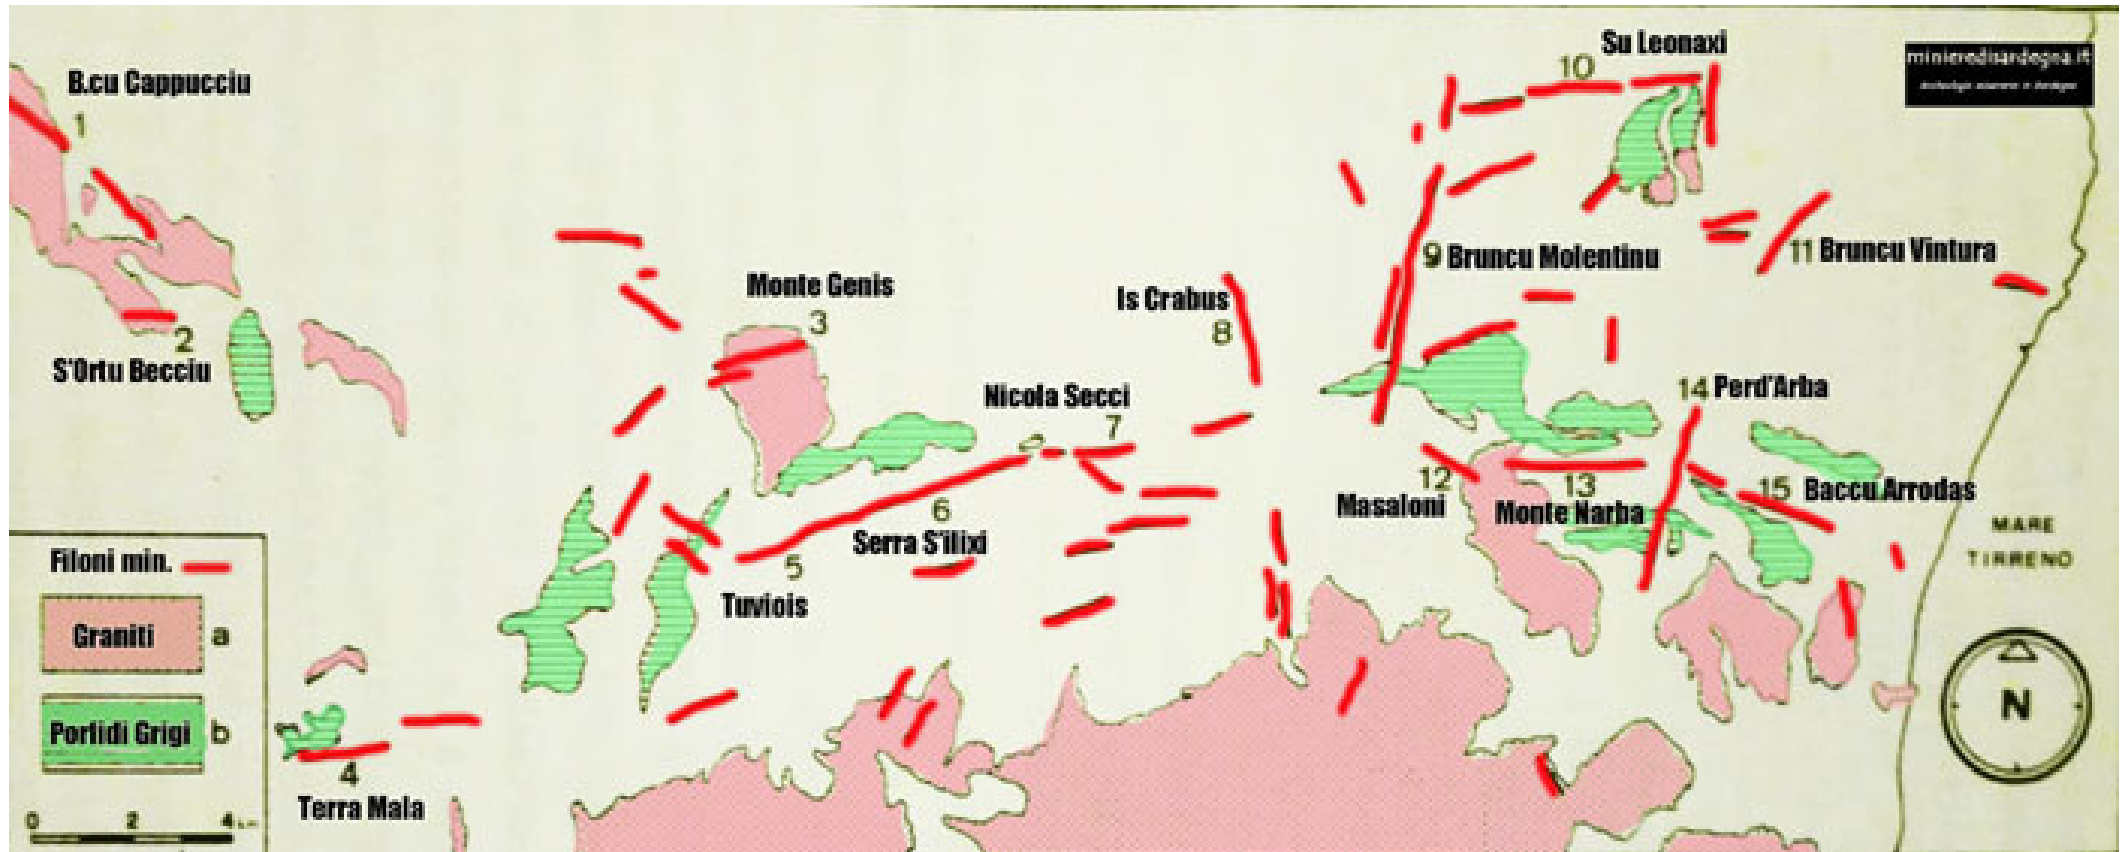 Su Leonaxi
10
minieredisardegna.it
B.cu Cappucciu
1
9 Bruncu Molentinu
11 Bruncu Vintura
Monte Genis
3
Is Crabus
8
2
S'Ortu Becciu
14 Perd'Arba
Nicola Secci
7
12
Masaloni
13
Monte Narba
15 Baccu Arrodas
6
Serra S'ilixi
5
Tuviois
MARE
TIRRENO
Filoni min.
Graniti a
Porfidi Grigi b
N
4
Terra Mala
0 2 4